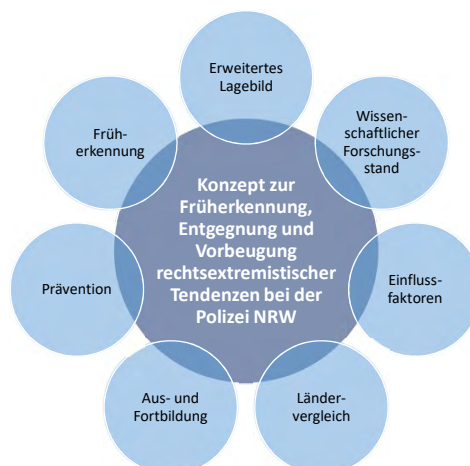 Erweitertes
Lagebild
Wissen-
schaftlicher
Forschungs-
stand
Einfluss-
faktoren
Länder-
vergleich
Aus- und
Fortbildung
Prävention
Früh-
erkennung
Konzept zur
Früherkennung,
Entgegnung und
Vorbeugung
rechtsextremistischer
Tendenzen bei der
Polizei NRW